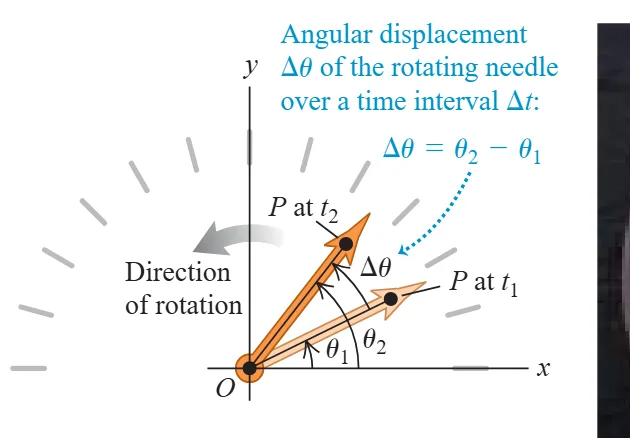 Angular displacement
y Δθ of the rotating needle
over a time interval Δt:
Δθ = θ₂ − θ₁
P at t₂
Direction
of rotation
Δθ
P at t₁
θ₁
θ₂
x
O